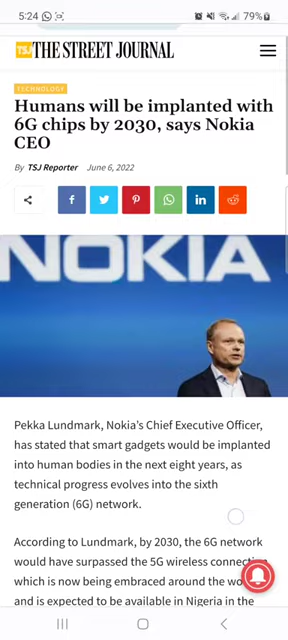 5:24 79%
TSJ THE STREET JOURNAL
TECHNOLOGY
Humans will be implanted with
6G chips by 2030, says Nokia
CEO
By TSJ Reporter June 6, 2022
NOKIA
Pekka Lundmark, Nokia's Chief Executive Officer,
has stated that smart gadgets would be implanted
into human bodies in the next eight years, as
technical progress evolves into the sixth
generation (6G) network.
According to Lundmark, by 2030, the 6G network
would have surpassed the 5G wireless
which is now being embraced around the
and is expected to be available in Nigeria in the